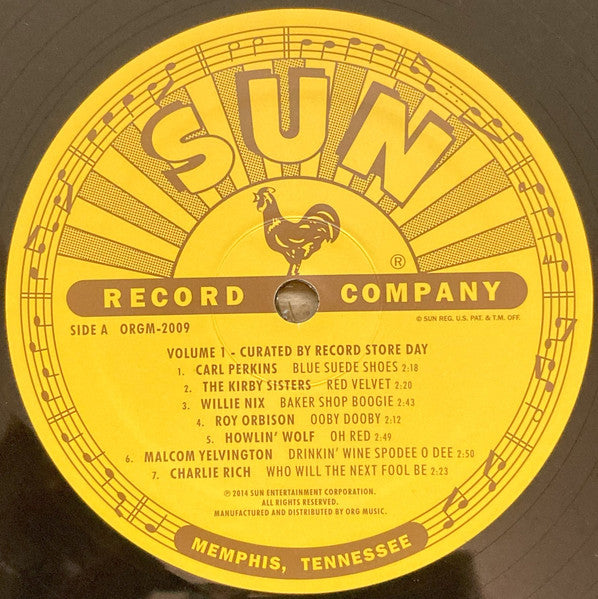 SUN
®
RECORD COMPANY
© SUN REG. U.S. PAT. & T.M. OFF.
SIDE A ORGM-2009
VOLUME 1 - CURATED BY RECORD STORE DAY
1. CARL PERKINS BLUE SUEDE SHOES 2:18
2. THE KIRBY SISTERS RED VELVET 2:20
3. WILLIE NIX BAKER SHOP BOOGIE 2:43
4. ROY ORBISON OOBY DOOBY 2:12
5. HOWLIN' WOLF OH RED 2:49
6. MALCOM YELVINGTON DRINKIN' WINE SPODEE O DEE 2:50
7. CHARLIE RICH WHO WILL THE NEXT FOOL BE 2:23
℗ 2014 SUN ENTERTAINMENT CORPORATION.
ALL RIGHTS RESERVED.
MANUFACTURED AND DISTRIBUTED BY ORG MUSIC.
MEMPHIS, TENNESSEE